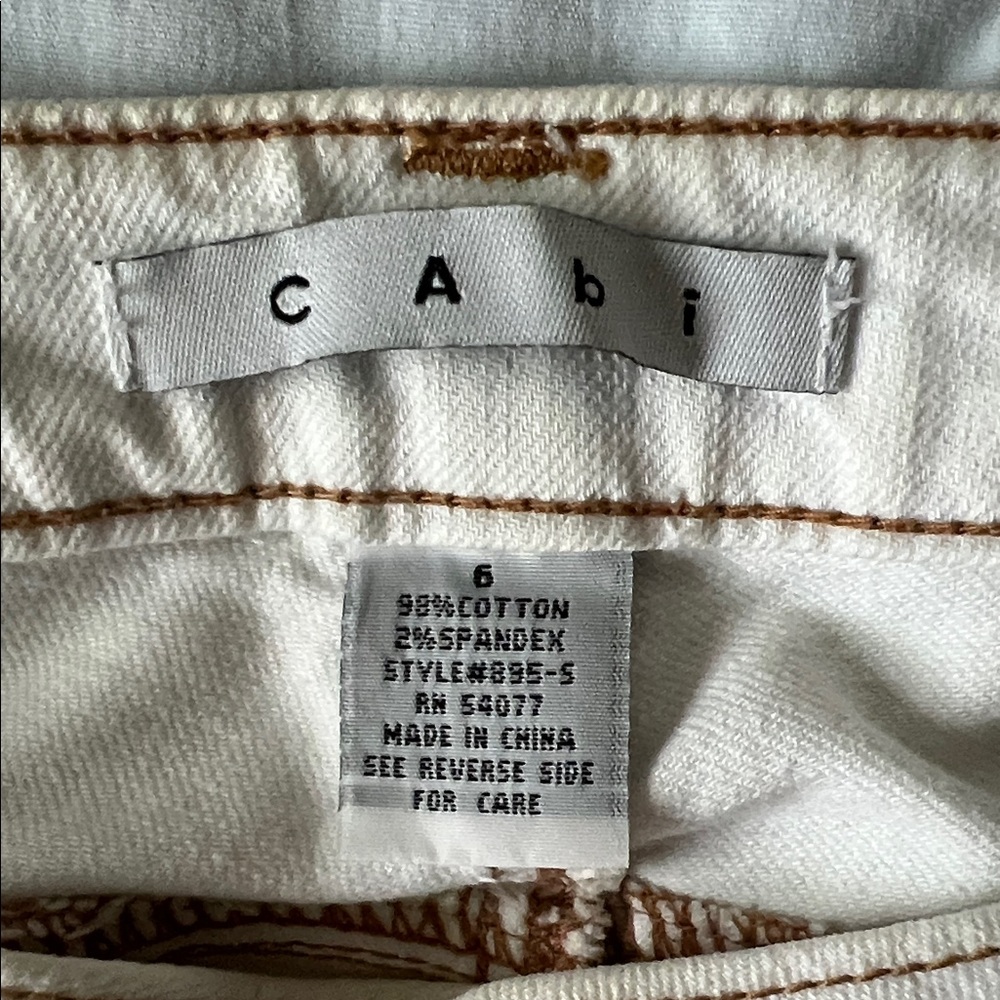 CAbi
6
98%COTTON
2%SPANDEX
STYLE#895-S
RN 54077
MADE IN CHINA
SEE REVERSE SIDE
FOR CARE